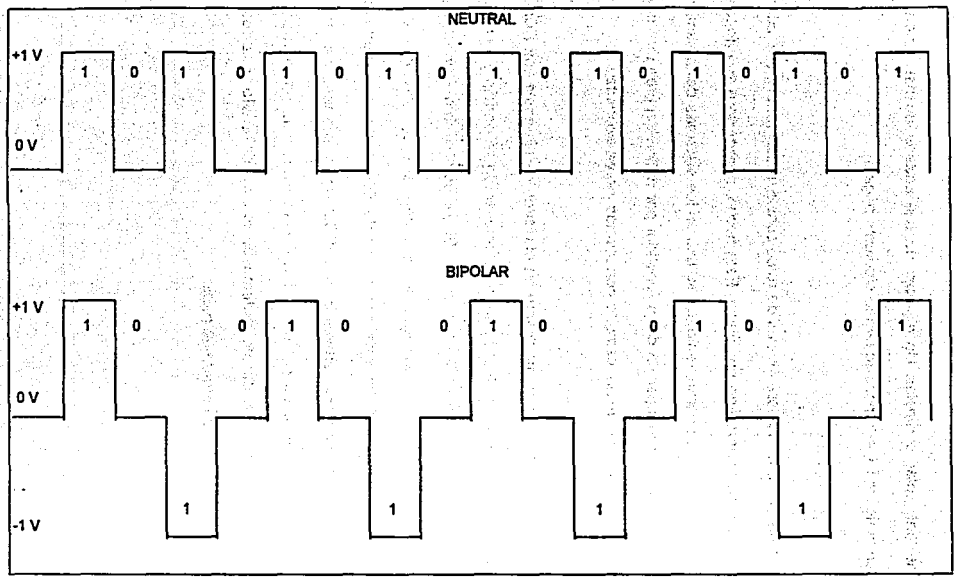 NEUTRAL
+1 V
1 0 1 0 1 0 1 0 1 0 1 0 1 0 1 0 1
0 V
BIPOLAR
+1 V
1 0 0 1 0 0 1 0 0 1 0 0 1
0 V
1 1 1 1
-1 V